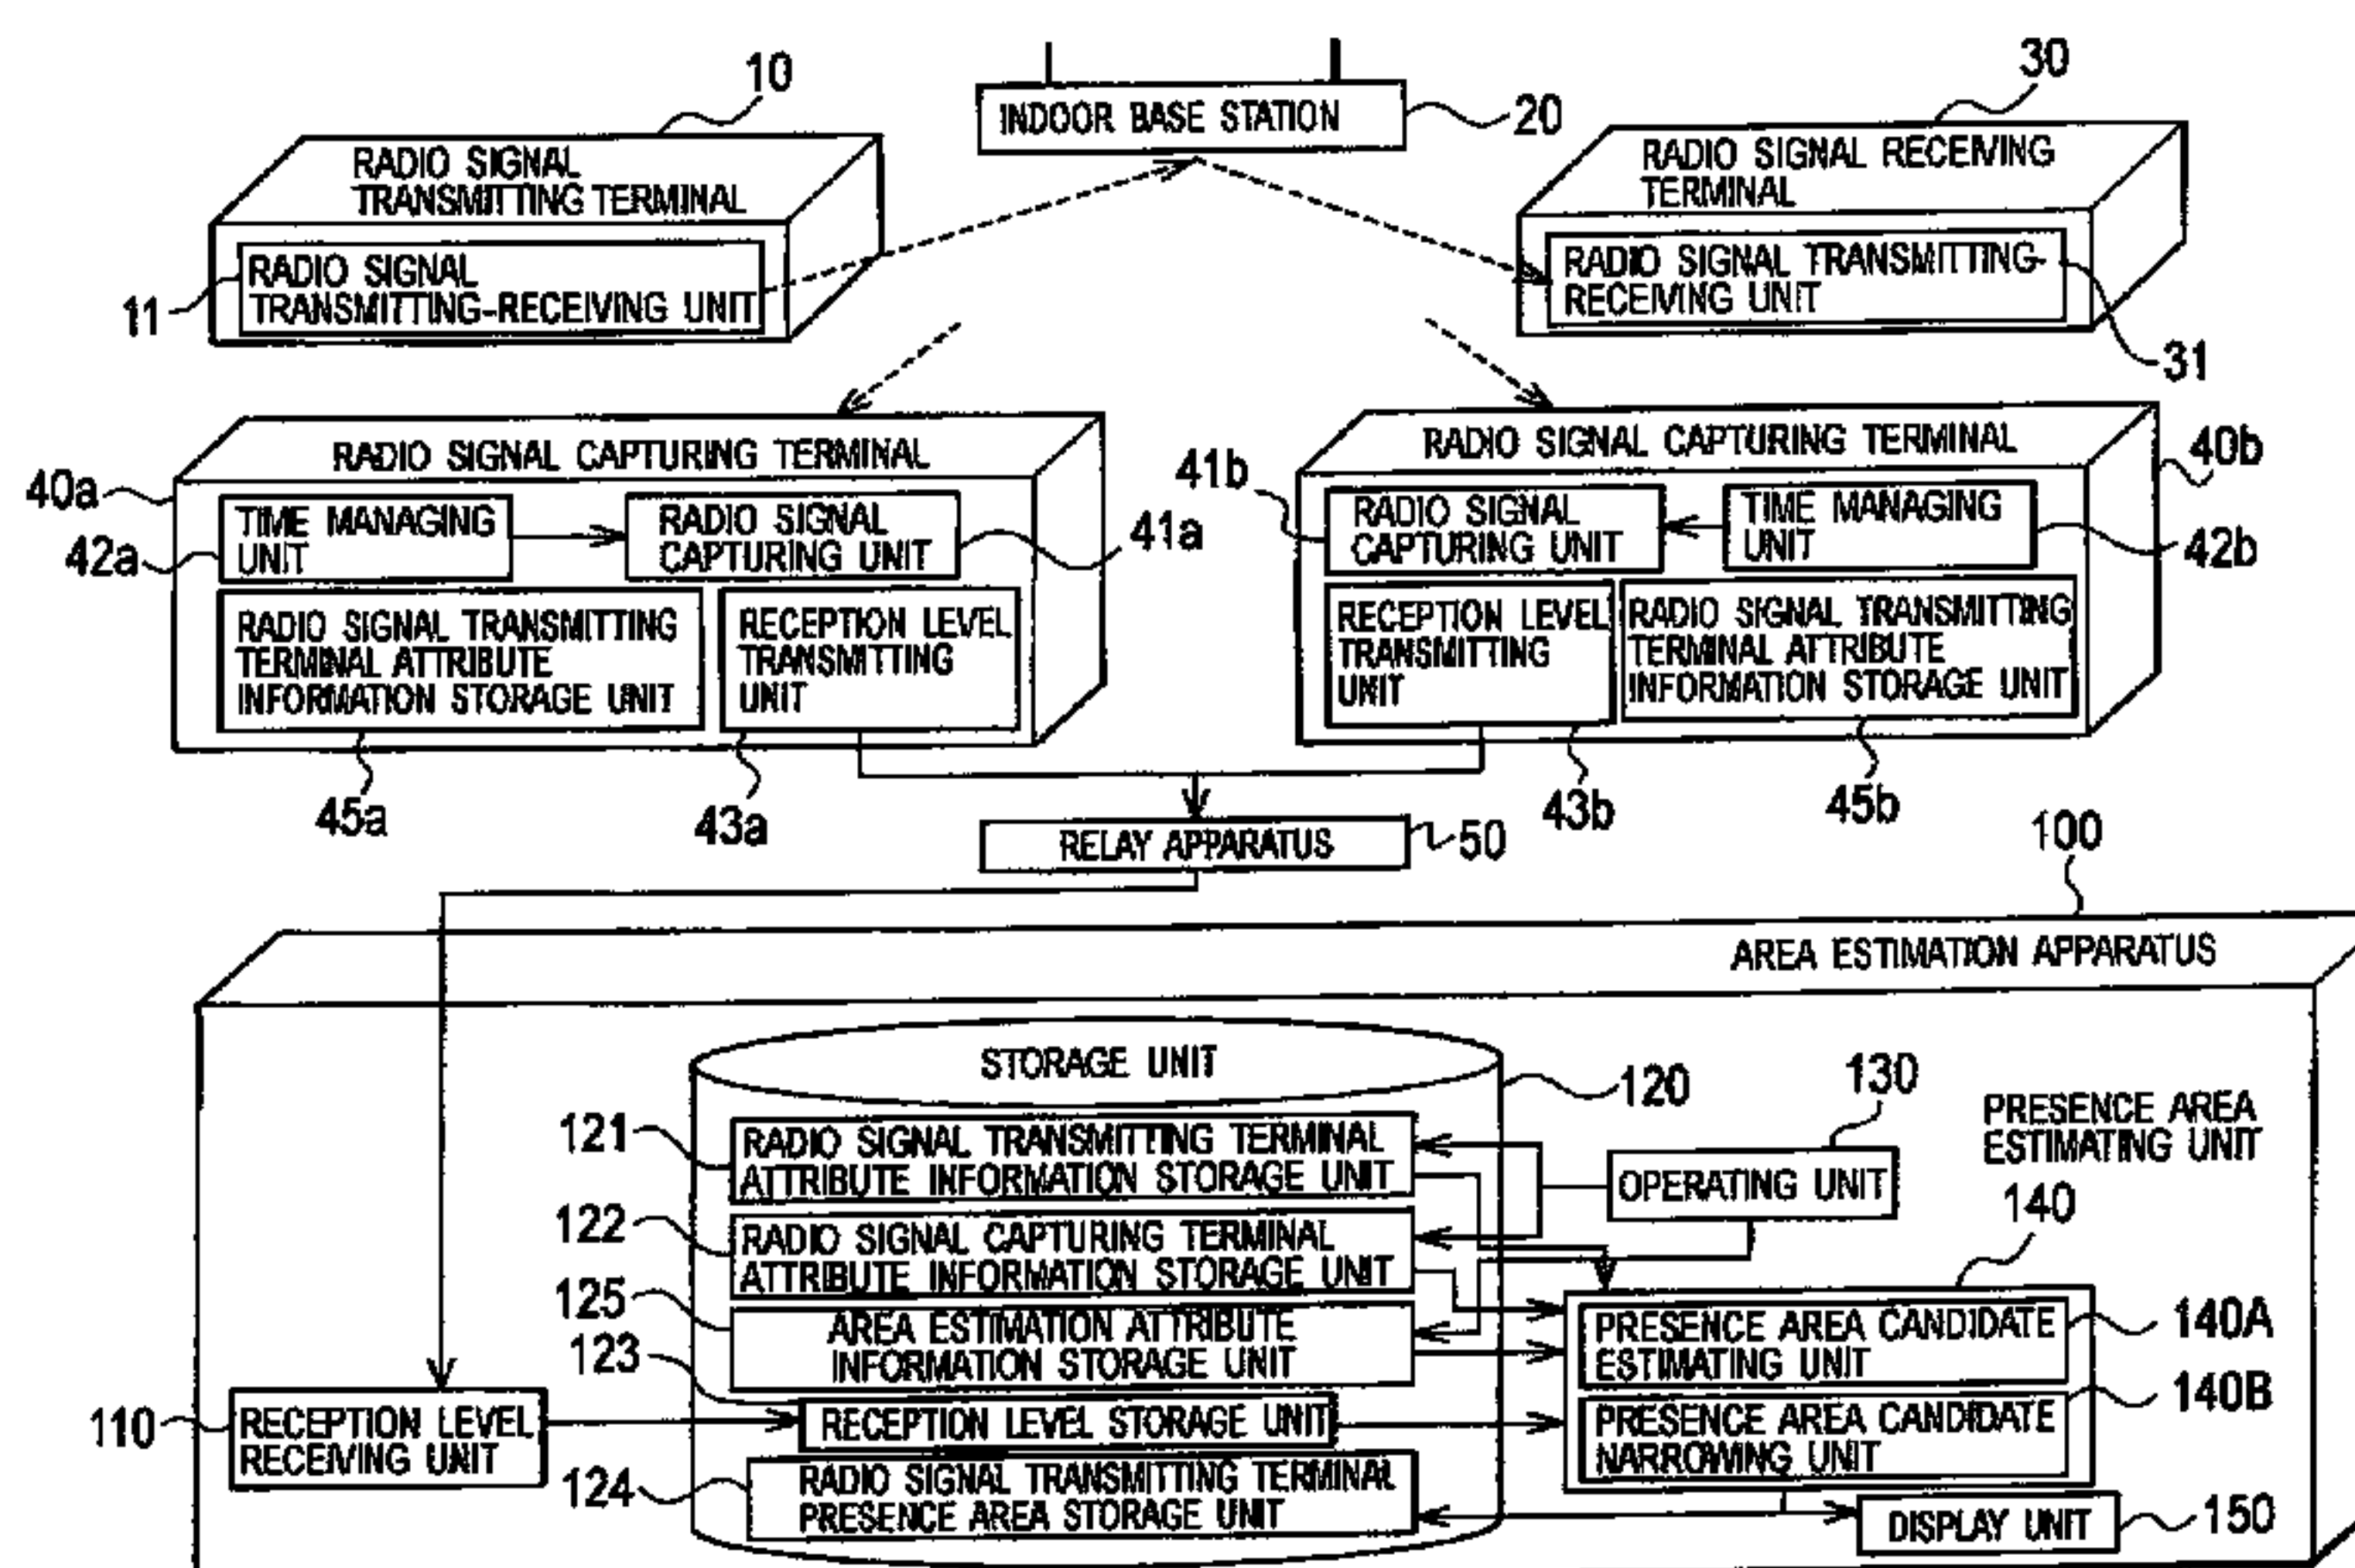 10
INDOOR BASE STATION
20
30
RADIO SIGNAL
TRANSMITTING TERMINAL
RADIO SIGNAL RECEIVING
TERMINAL
11
RADIO SIGNAL
TRANSMITTING-RECEIVING UNIT
RADIO SIGNAL TRANSMITTING-
RECEIVING UNIT
31
RADIO SIGNAL CAPTURING TERMINAL
40a
TIME MANAGING
UNIT
42a
RADIO SIGNAL
CAPTURING UNIT
41a
RADIO SIGNAL TRANSMITTING
TERMINAL ATTRIBUTE
INFORMATION STORAGE UNIT
RECEPTION LEVEL
TRANSMITTING
UNIT
45a
43a
RADIO SIGNAL CAPTURING TERMINAL
40b
41b
RADIO SIGNAL
CAPTURING UNIT
TIME MANAGING
UNIT
42b
RECEPTION LEVEL
TRANSMITTING
UNIT
RADIO SIGNAL TRANSMITTING
TERMINAL ATTRIBUTE
INFORMATION STORAGE UNIT
43b
45b
RELAY APPARATUS
50
100
AREA ESTIMATION APPARATUS
STORAGE UNIT
120
121
RADIO SIGNAL TRANSMITTING TERMINAL
ATTRIBUTE INFORMATION STORAGE UNIT
130
OPERATING UNIT
PRESENCE AREA
ESTIMATING UNIT
140
122
RADIO SIGNAL CAPTURING TERMINAL
ATTRIBUTE INFORMATION STORAGE UNIT
125
AREA ESTIMATION ATTRIBUTE
INFORMATION STORAGE UNIT
PRESENCE AREA CANDIDATE
ESTIMATING UNIT
140A
123
RECEPTION LEVEL STORAGE UNIT
PRESENCE AREA CANDIDATE
NARROWING UNIT
140B
110
RECEPTION LEVEL
RECEIVING UNIT
124
RADIO SIGNAL TRANSMITTING TERMINAL
PRESENCE AREA STORAGE UNIT
DISPLAY UNIT
150